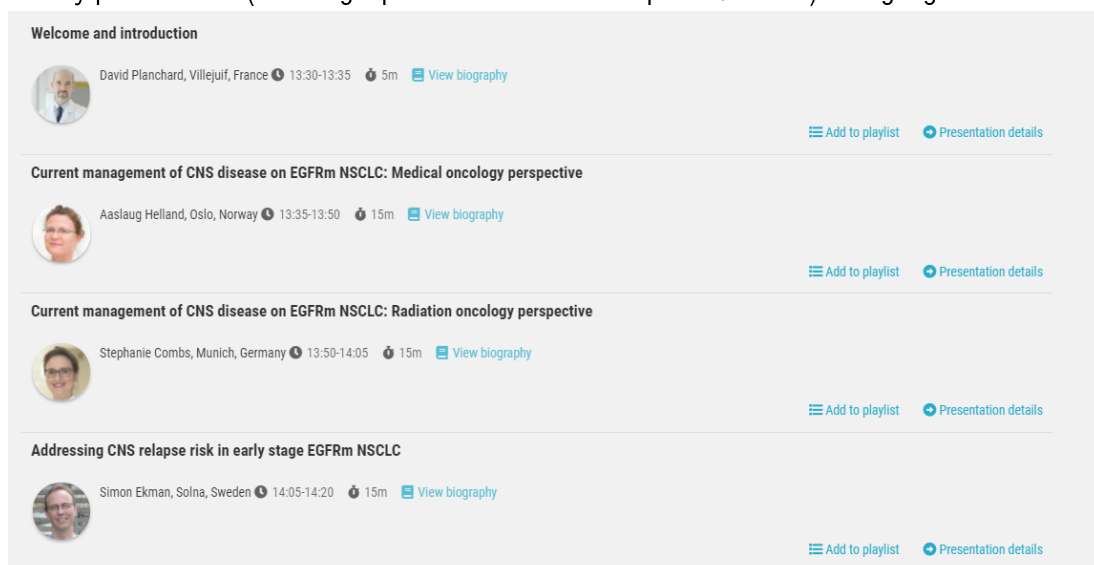 Welcome and introduction
David Planchard, Villejuif, France 13:30-13:35 5m View biography
Add to playlist Presentation details
Current management of CNS disease on EGFRm NSCLC: Medical oncology perspective
Aaslaug Helland, Oslo, Norway 13:35-13:50 15m View biography
Add to playlist Presentation details
Current management of CNS disease on EGFRm NSCLC: Radiation oncology perspective
Stephanie Combs, Munich, Germany 13:50-14:05 15m View biography
Add to playlist Presentation details
Addressing CNS relapse risk in early stage EGFRm NSCLC
Simon Ekman, Solna, Sweden 14:05-14:20 15m View biography
Add to playlist Presentation details